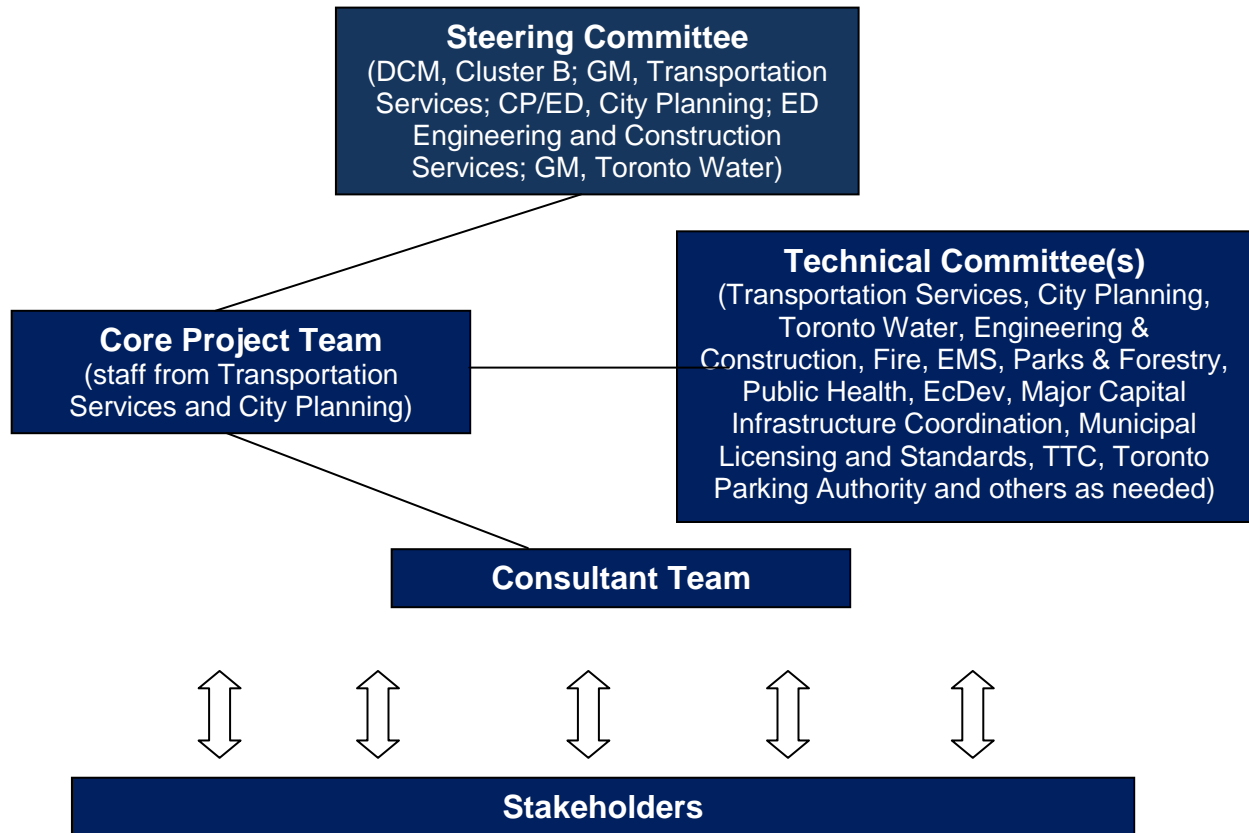 Steering Committee
(DCM, Cluster B; GM, Transportation
Services; CP/ED, City Planning; ED
Engineering and Construction
Services; GM, Toronto Water)
Technical Committee(s)
(Transportation Services, City Planning,
Toronto Water, Engineering &
Construction, Fire, EMS, Parks & Forestry,
Public Health, EcDev, Major Capital
Infrastructure Coordination, Municipal
Licensing and Standards, TTC, Toronto
Parking Authority and others as needed)
Core Project Team
(staff from Transportation
Services and City Planning)
Consultant Team
Stakeholders